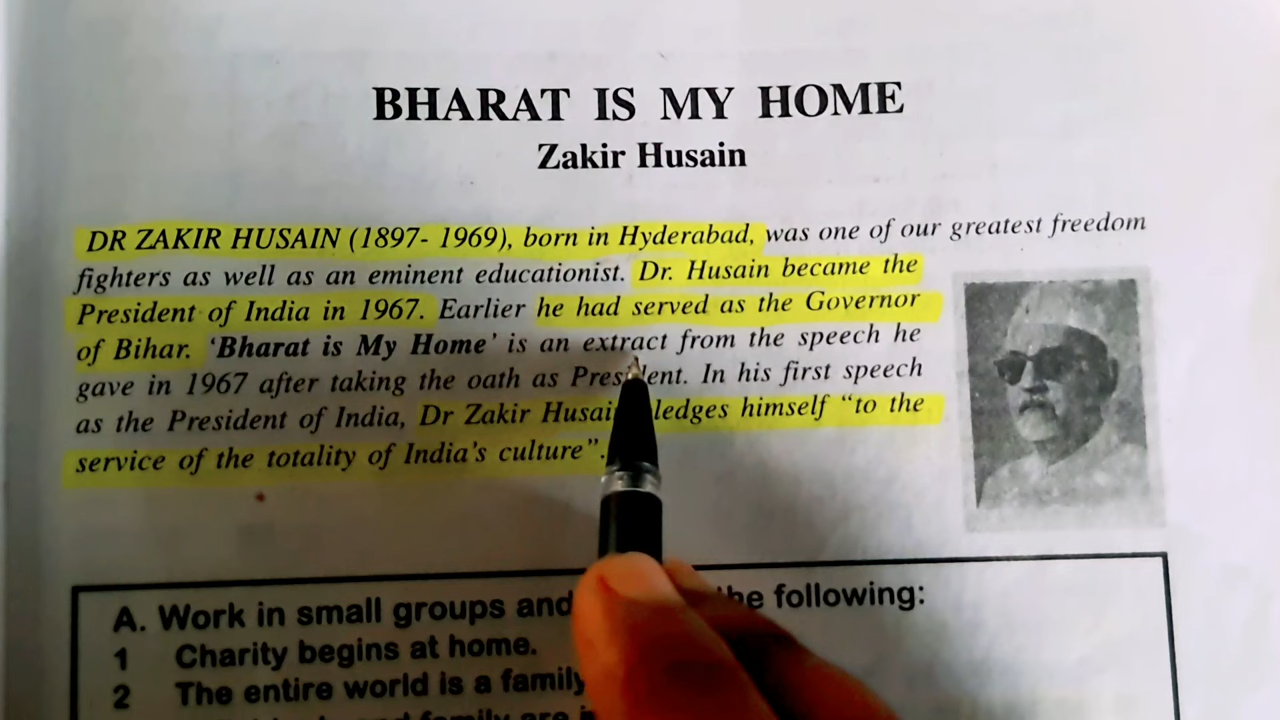 BHARAT IS MY HOME
Zakir Husain
DR ZAKIR HUSAIN (1897- 1969), born in Hyderabad, was one of our greatest freedom
fighters as well as an eminent educationist. Dr. Husain became the
President of India in 1967. Earlier he had served as the Governor
of Bihar. 'Bharat is My Home' is an extract from the speech he
gave in 1967 after taking the oath as President. In his first speech
as the President of India, Dr Zakir Husain pledges himself "to the
service of the totality of India's culture".
A. Work in small groups and the following:
1 Charity begins at home.
2 The entire world is a family
and family are